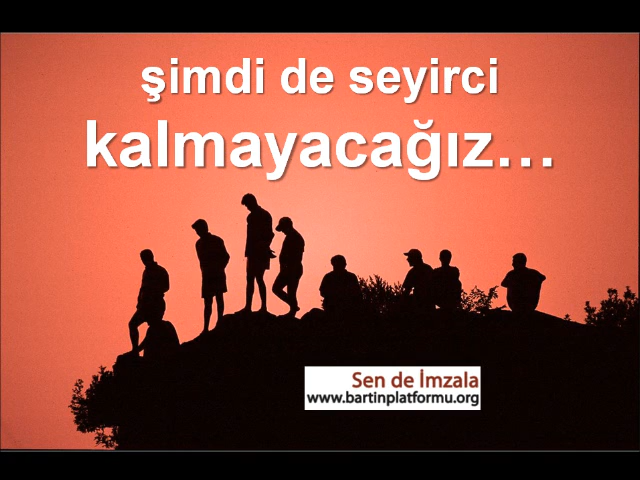 şimdi de seyirci
kalmayacağız…
Sen de İmzala
www.bartinplatformu.org